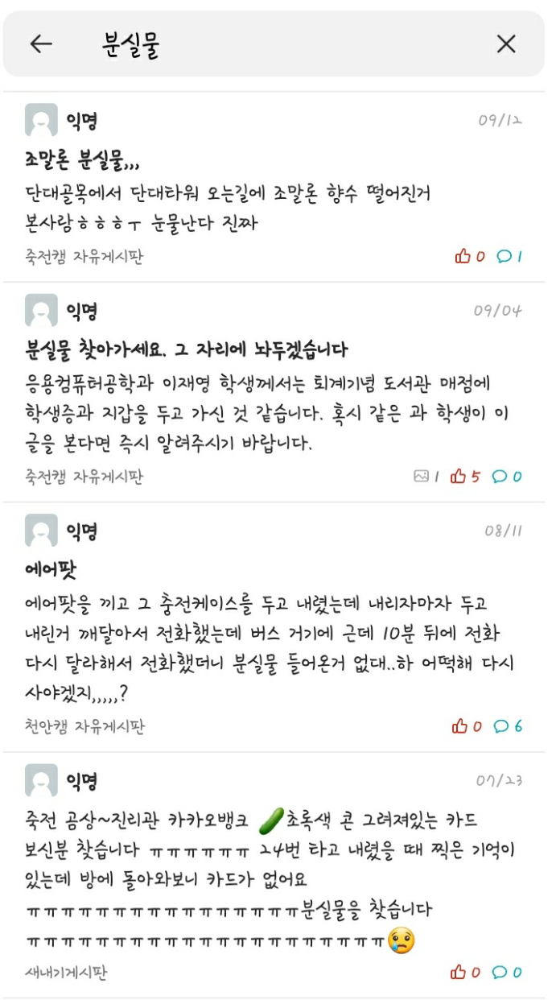 분실물
익명
09/12
조말론 분실물,,,
단대골목에서 단대타워 오는길에 조말론 향수 떨어진거
본사람ㅎㅎㅎㅜ 눈물난다 진짜
죽전캠 자유게시판
0 1
익명
09/04
분실물 찾아가세요. 그 자리에 놔두겠습니다
응용컴퓨터공학과 이재영 학생께서는 퇴계기념 도서관 매점에
학생증과 지갑을 두고 가신 것 같습니다. 혹시 같은 과 학생이 이
글을 본다면 즉시 알려주시기 바랍니다.
죽전캠 자유게시판
1 5 0
익명
08/11
에어팟
에어팟을 끼고 그 충전케이스를 두고 내렸는데 내리자마자 두고
내린거 깨달아서 전화했는데 버스 거기에 근데 10분 뒤에 전화
다시 달라해서 전화했더니 분실물 들어온거 없대..하 어떡해 다시
사야겠지,,,,,?
천안캠 자유게시판
0 6
익명
07/23
죽전 곰상~진리관 카카오뱅크 🥒초록색 콘 그려져있는 카드
보신분 찾습니다 ㅠㅠㅠㅠㅠㅠ 24번 타고 내렸을 때 찍은 기억이
있는데 방에 돌아와보니 카드가 없어요
ㅠㅠㅠㅠㅠㅠㅠㅠㅠㅠㅠㅠㅠㅠㅠㅠ분실물을 찾습니다
ㅠㅠㅠㅠㅠㅠㅠㅠㅠㅠㅠㅠㅠㅠㅠㅠㅠㅠㅠㅠㅠ😢
새내기게시판
0 0